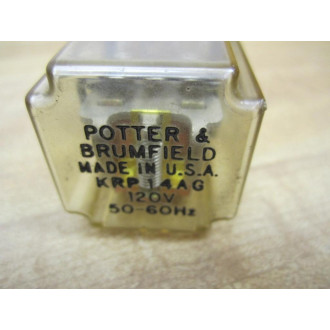 POTTER &
BRUMFIELD
MADE IN U.S.A.
KRP14AG
120V
50-60Hz